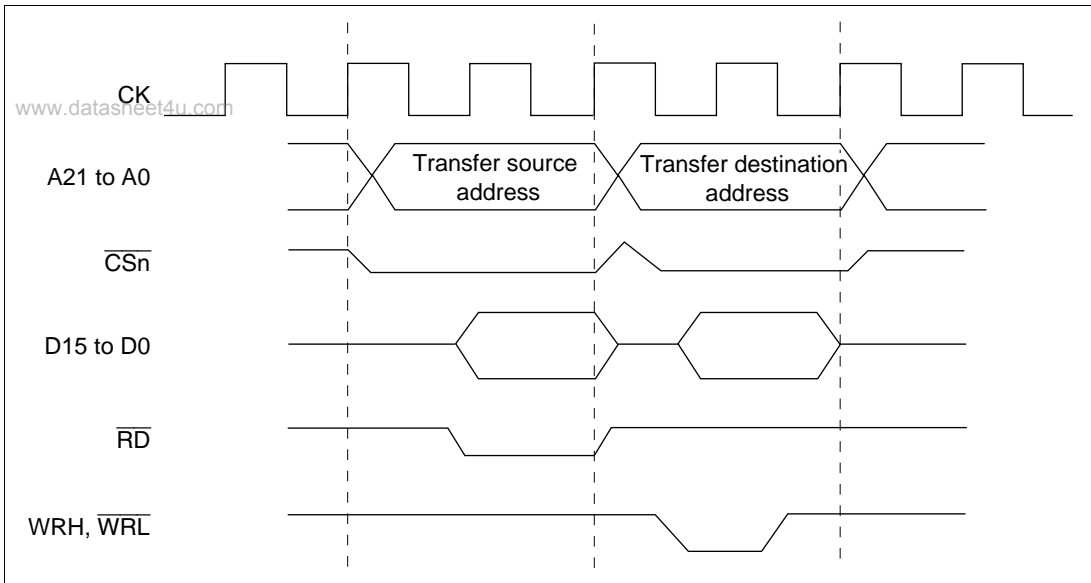 CK
www.datasheet4u.com
A21 to A0
Transfer source
address
Transfer destination
address
CSn
D15 to D0
RD
WRH, WRL